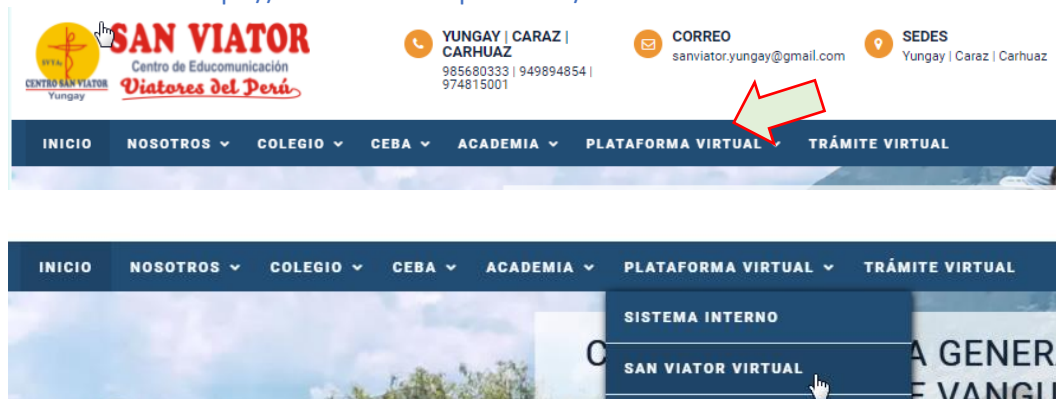 SAN VIATOR
Centro de Educomunicación
Viatores del Perú
SVYA.
CENTRO SAN VIATOR
Yungay
YUNGAY | CARAZ |
CARHUAZ
985680333 | 949894854 |
974815001
CORREO
sanviator.yungay@gmail.com
SEDES
Yungay | Caraz | Carhuaz
INICIO NOSOTROS COLEGIO CEBA ACADEMIA PLATAFORMA VIRTUAL TRÁMITE VIRTUAL
INICIO NOSOTROS COLEGIO CEBA ACADEMIA PLATAFORMA VIRTUAL TRÁMITE VIRTUAL
SISTEMA INTERNO
C A GENER
SAN VIATOR VIRTUAL